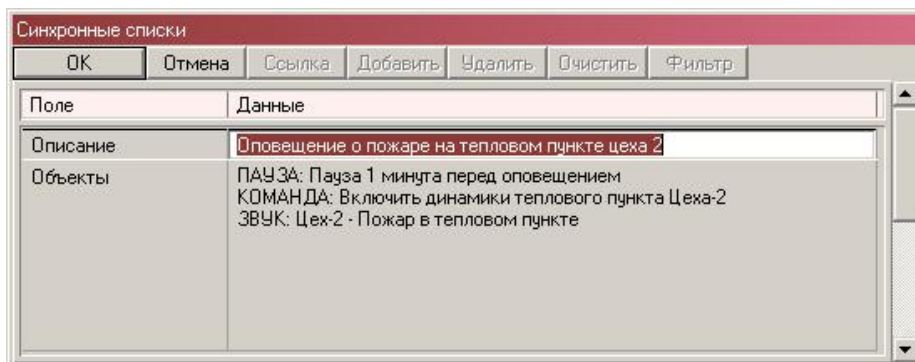 Синхронные списки
OK Отмена Ссылка Добавить Удалить Очистить Фильтр
Поле Данные
Описание Оповещение о пожаре на тепловом пункте цеха 2
Объекты ПАУЗА: Пауза 1 минута перед оповещением
КОМАНДА: Включить динамики теплового пункта Цеха-2
ЗВУК: Цех-2 - Пожар в тепловом пункте